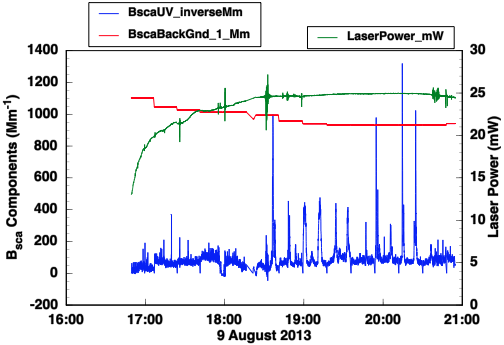 BscaUV_inverseMm
BscaBackGnd_1_Mm
LaserPower_mW
1400
1200
1000
800
600
400
200
0
-200
30
25
20
15
10
5
0
Bsca Components (Mm-1)
Laser Power (mW)
16:00 17:00 18:00 19:00 20:00 21:00
9 August 2013